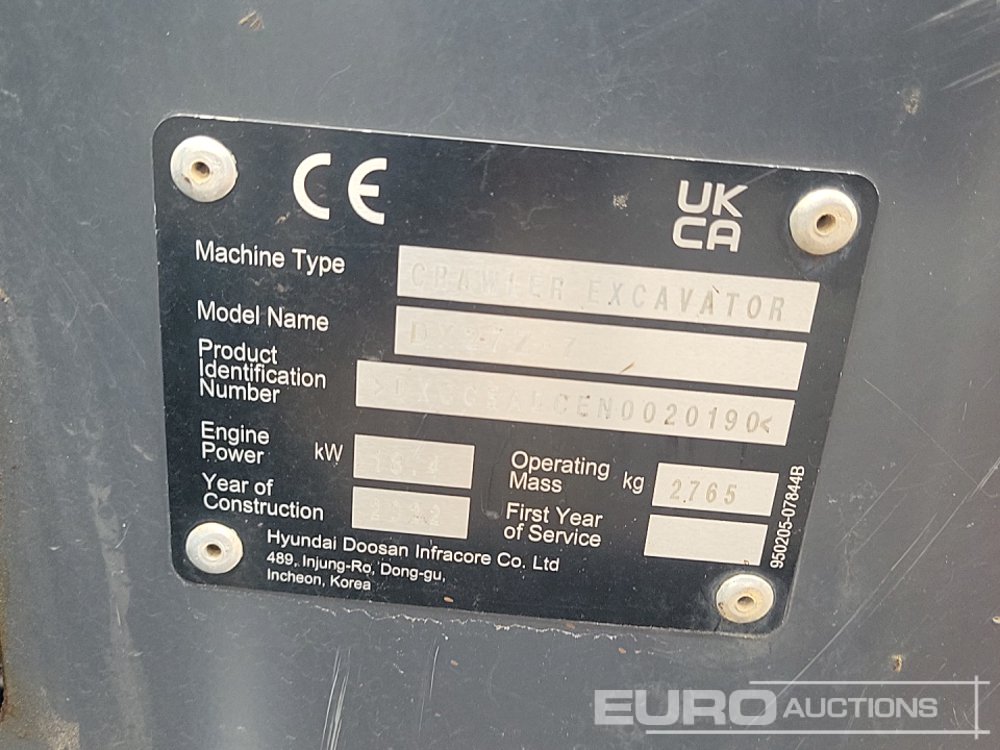 CE
UK
CA
Machine Type CRAWLER EXCAVATOR
Model Name
Product
Identification
Number
Engine
Power kW
Operating
Mass kg 2765
Year of
Construction
First Year
of Service
Hyundai Doosan Infracore Co. Ltd
489, Injung-Ro, Dong-gu,
Incheon, Korea
950205-07844B
EURO AUCTIONS